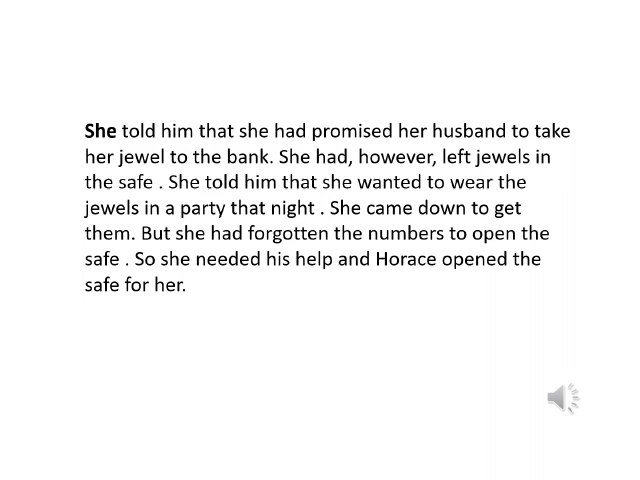 She told him that she had promised her husband to take
her jewel to the bank. She had, however, left jewels in
the safe . She told him that she wanted to wear the
jewels in a party that night . She came down to get
them. But she had forgotten the numbers to open the
safe . So she needed his help and Horace opened the
safe for her.